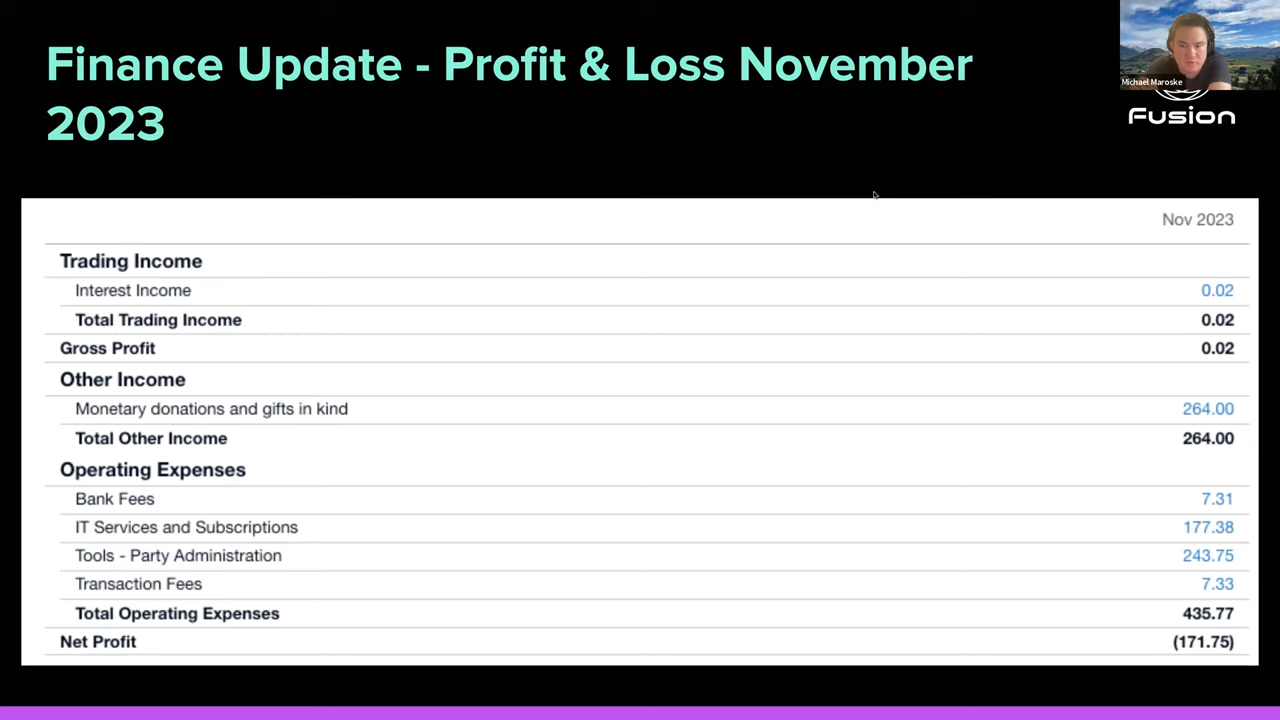 Finance Update - Profit & Loss November
2023
Michael Maroske
Fusion
Nov 2023
Trading Income
Interest Income 0.02
Total Trading Income 0.02
Gross Profit 0.02
Other Income
Monetary donations and gifts in kind 264.00
Total Other Income 264.00
Operating Expenses
Bank Fees 7.31
IT Services and Subscriptions 177.38
Tools - Party Administration 243.75
Transaction Fees 7.33
Total Operating Expenses 435.77
Net Profit (171.75)